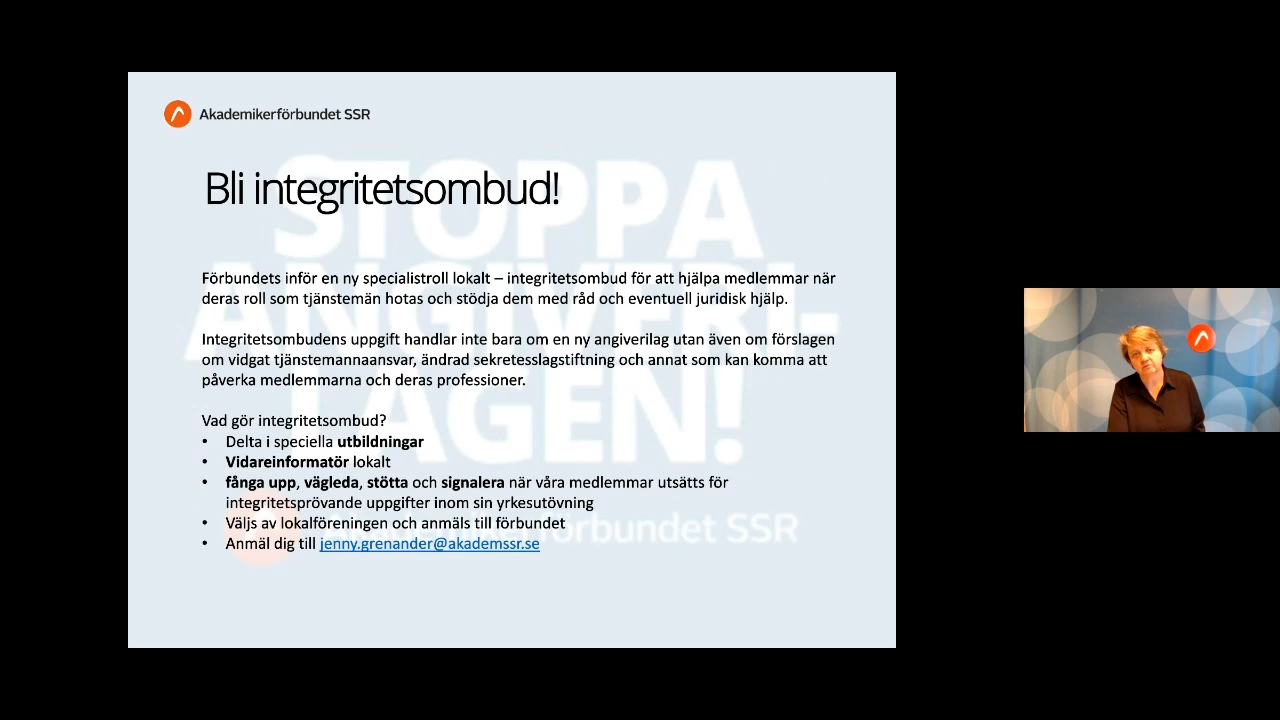 Akademikerförbundet SSR
Bli integritetsombud!
STOPPA
ANGIVERI-
LAGEN!
Förbundets inför en ny specialistroll lokalt – integritetsombud för att hjälpa medlemmar när
deras roll som tjänstemän hotas och stödja dem med råd och eventuell juridisk hjälp.
Integritetsombudens uppgift handlar inte bara om en ny angiverilag utan även om förslagen
om vidgat tjänstemannaansvar, ändrad sekretesslagstiftning och annat som kan komma att
påverka medlemmarna och deras professioner.
Vad gör integritetsombud?
• Delta i speciella utbildningar
• Vidareinformatör lokalt
• fånga upp, vägleda, stötta och signalera när våra medlemmar utsätts för
integritetsprövande uppgifter inom sin yrkesutövning
• Väljs av lokalföreningen och anmäls till förbundet
• Anmäl dig till jenny.grenander@akademssr.se
Akademikerförbundet SSR